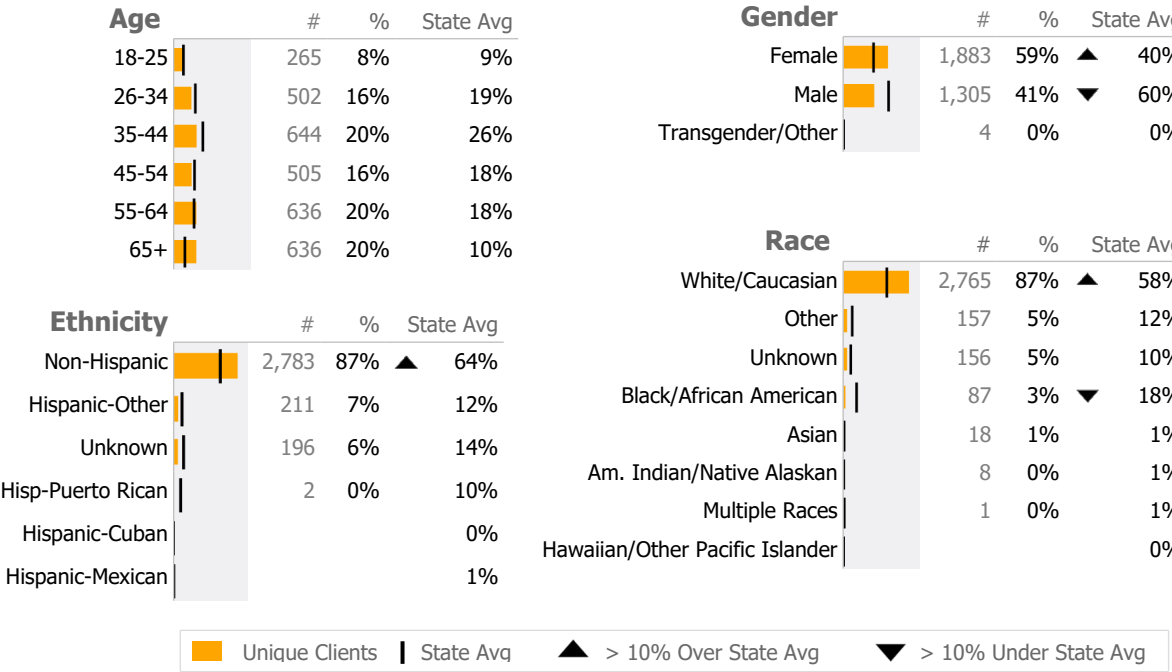 Age # % State Avg
18-25 265 8% 9%
26-34 502 16% 19%
35-44 644 20% 26%
45-54 505 16% 18%
55-64 636 20% 18%
65+ 636 20% 10%
Ethnicity # % State Avg
Non-Hispanic 2,783 87% ▲ 64%
Hispanic-Other 211 7% 12%
Unknown 196 6% 14%
Hisp-Puerto Rican 2 0% 10%
Hispanic-Cuban 0%
Hispanic-Mexican 1%
Gender # % State Avg
Female 1,883 59% ▲ 40%
Male 1,305 41% ▼ 60%
Transgender/Other 4 0% 0%
Race # % State Avg
White/Caucasian 2,765 87% ▲ 58%
Other 157 5% 12%
Unknown 156 5% 10%
Black/African American 87 3% ▼ 18%
Asian 18 1% 1%
Am. Indian/Native Alaskan 8 0% 1%
Multiple Races 1 0% 1%
Hawaiian/Other Pacific Islander 0%
Unique Clients | State Avg ▲ > 10% Over State Avg ▼ > 10% Under State Avg